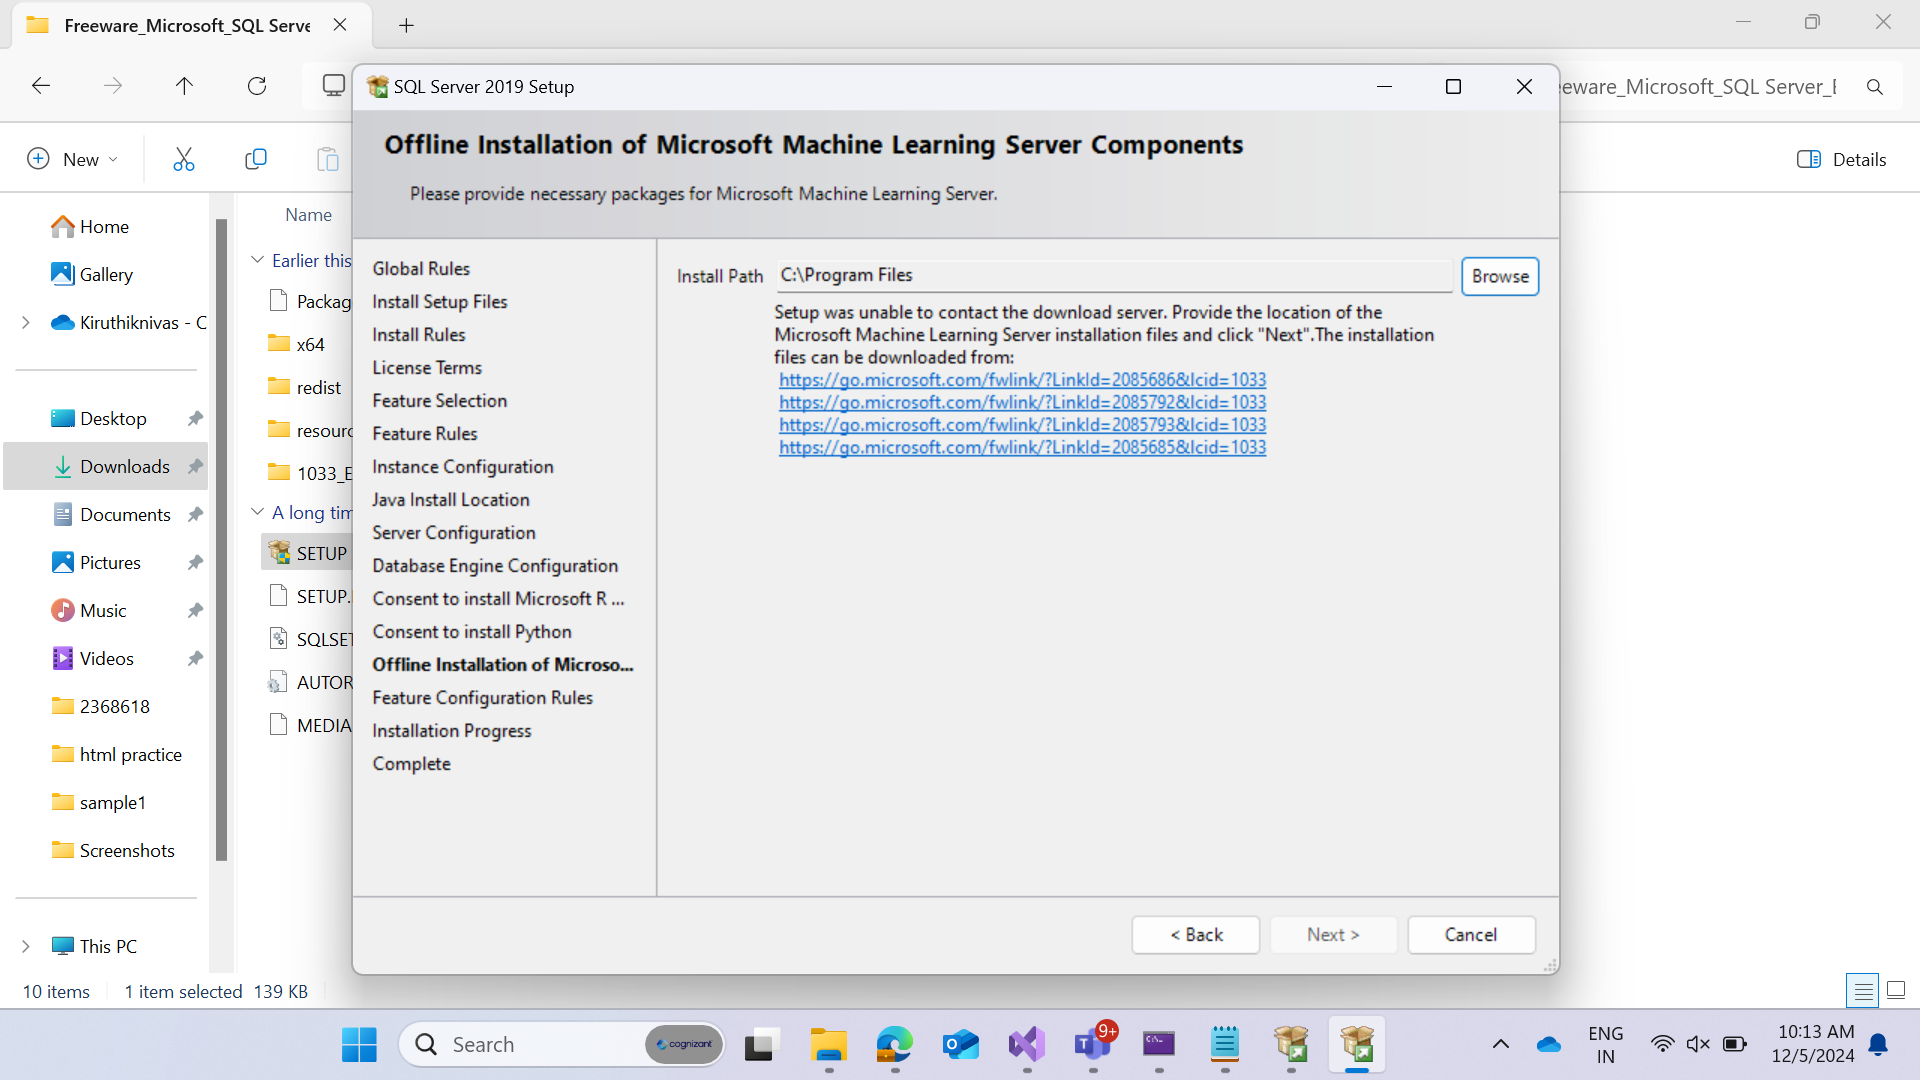 Freeware_Microsoft_SQL Serve
SQL Server 2019 Setup
eware_Microsoft_SQL Server_E
New
Details
Offline Installation of Microsoft Machine Learning Server Components
Please provide necessary packages for Microsoft Machine Learning Server.
Home
Gallery
Kiruthiknivas - C
Desktop
Downloads
Documents
Pictures
Music
Videos
2368618
html practice
sample1
Screenshots
This PC
Name
Earlier this
Packag
x64
redist
resourc
1033_E
A long tim
SETUP
SETUP.
SQLSET
AUTOR
MEDIA
Global Rules
Install Setup Files
Install Rules
License Terms
Feature Selection
Feature Rules
Instance Configuration
Java Install Location
Server Configuration
Database Engine Configuration
Consent to install Microsoft R ...
Consent to install Python
Offline Installation of Microso...
Feature Configuration Rules
Installation Progress
Complete
Install Path C:\Program Files Browse
Setup was unable to contact the download server. Provide the location of the
Microsoft Machine Learning Server installation files and click "Next".The installation
files can be downloaded from:
https://go.microsoft.com/fwlink/?LinkId=2085686&lcid=1033
https://go.microsoft.com/fwlink/?LinkId=2085792&lcid=1033
https://go.microsoft.com/fwlink/?LinkId=2085793&lcid=1033
https://go.microsoft.com/fwlink/?LinkId=2085685&lcid=1033
< Back Next > Cancel
10 items 1 item selected 139 KB
Search cognizant 9+
ENG
IN
10:13 AM
12/5/2024